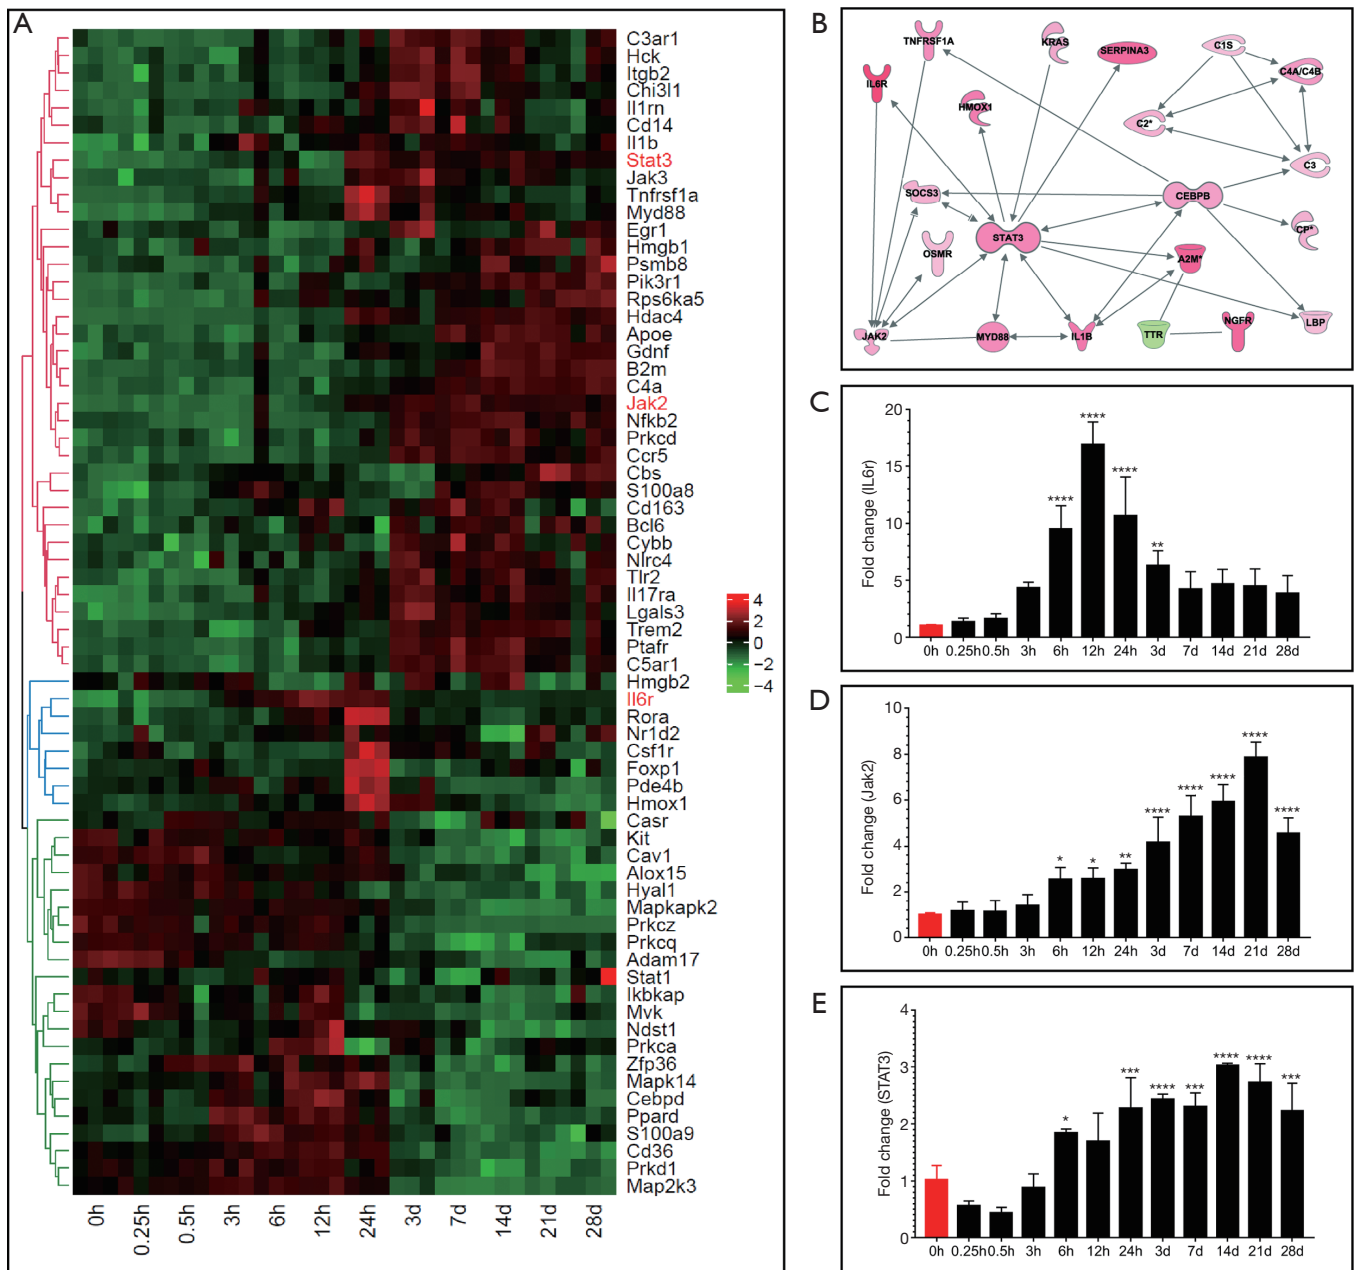 A
C3ar1
Hck
Itgb2
Chi3l1
Il1rn
Cd14
Il1b
Stat3
Jak3
Tnfrsf1a
Myd88
Egr1
Hmgb1
Psmb8
Pik3r1
Rps6ka5
Hdac4
Apoe
Gdnf
B2m
C4a
Jak2
Nfkb2
Prkcd
Ccr5
Cbs
S100a8
Cd163
Bcl6
Cybb
Nlrc4
Tlr2
Il17ra
Lgals3
Trem2
Ptafr
C5ar1
Hmgb2
Il6r
Rora
Nr1d2
Csf1r
Foxp1
Pde4b
Hmox1
Casr
Kit
Cav1
Alox15
Hyal1
Mapkapk2
Prkcz
Prkcq
Adam17
Stat1
Ikbkap
Mvk
Ndst1
Prkca
Zfp36
Mapk14
Cebpd
Ppard
S100a9
Cd36
Prkd1
Map2k3
0h 0.25h 0.5h 3h 6h 12h 24h 3d 7d 14d 21d 28d
4
2
0
−2
−4
B
TNFRSF1A KRAS SERPINA3 C1S
IL6R C4A/C4B
HMOX1 C2*
C3
SOCS3 CEBPB
STAT3 CP*
OSMR A2M*
JAK2 MYD88 IL1B TTR NGFR LBP
C
Fold change (IL6r)
20
15
10
5
0
**** **** **** **
0h 0.25h 0.5h 3h 6h 12h 24h 3d 7d 14d 21d 28d
D
Fold change (Jak2)
10
8
6
4
2
0
* * ** **** **** **** **** ****
0h 0.25h 0.5h 3h 6h 12h 24h 3d 7d 14d 21d 28d
E
Fold change (STAT3)
4
3
2
1
0
* *** **** *** **** **** ***
0h 0.25h 0.5h 3h 6h 12h 24h 3d 7d 14d 21d 28d